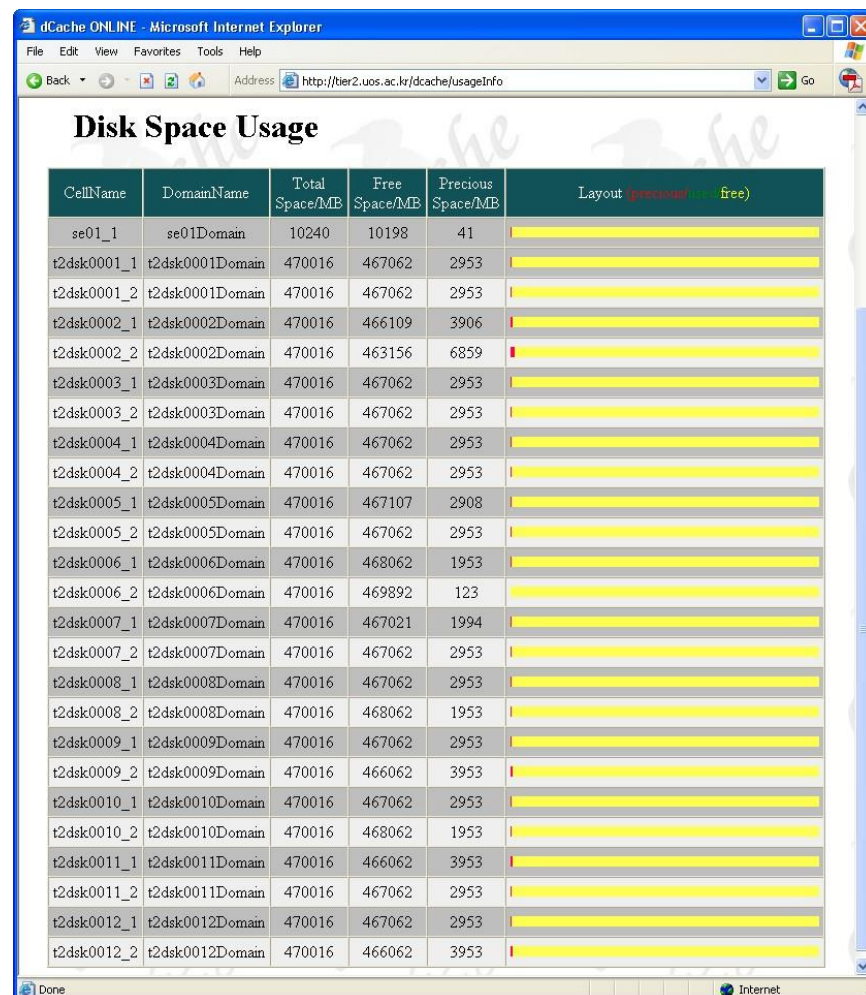 dCache ONLINE - Microsoft Internet Explorer
File Edit View Favorites Tools Help
Back Address http://tier2.uos.ac.kr/dcache/usageInfo Go
Disk Space Usage
CellName DomainName Total Space/MB Free Space/MB Precious Space/MB Layout (precious/used/free)
se01_1 se01Domain 10240 10198 41
t2dsk0001_1 t2dsk0001Domain 470016 467062 2953
t2dsk0001_2 t2dsk0001Domain 470016 467062 2953
t2dsk0002_1 t2dsk0002Domain 470016 466109 3906
t2dsk0002_2 t2dsk0002Domain 470016 463156 6859
t2dsk0003_1 t2dsk0003Domain 470016 467062 2953
t2dsk0003_2 t2dsk0003Domain 470016 467062 2953
t2dsk0004_1 t2dsk0004Domain 470016 467062 2953
t2dsk0004_2 t2dsk0004Domain 470016 467062 2953
t2dsk0005_1 t2dsk0005Domain 470016 467107 2908
t2dsk0005_2 t2dsk0005Domain 470016 467062 2953
t2dsk0006_1 t2dsk0006Domain 470016 468062 1953
t2dsk0006_2 t2dsk0006Domain 470016 469892 123
t2dsk0007_1 t2dsk0007Domain 470016 467021 1994
t2dsk0007_2 t2dsk0007Domain 470016 467062 2953
t2dsk0008_1 t2dsk0008Domain 470016 467062 2953
t2dsk0008_2 t2dsk0008Domain 470016 468062 1953
t2dsk0009_1 t2dsk0009Domain 470016 467062 2953
t2dsk0009_2 t2dsk0009Domain 470016 466062 3953
t2dsk0010_1 t2dsk0010Domain 470016 467062 2953
t2dsk0010_2 t2dsk0010Domain 470016 468062 1953
t2dsk0011_1 t2dsk0011Domain 470016 466062 3953
t2dsk0011_2 t2dsk0011Domain 470016 467062 2953
t2dsk0012_1 t2dsk0012Domain 470016 467062 2953
t2dsk0012_2 t2dsk0012Domain 470016 466062 3953
Done Internet